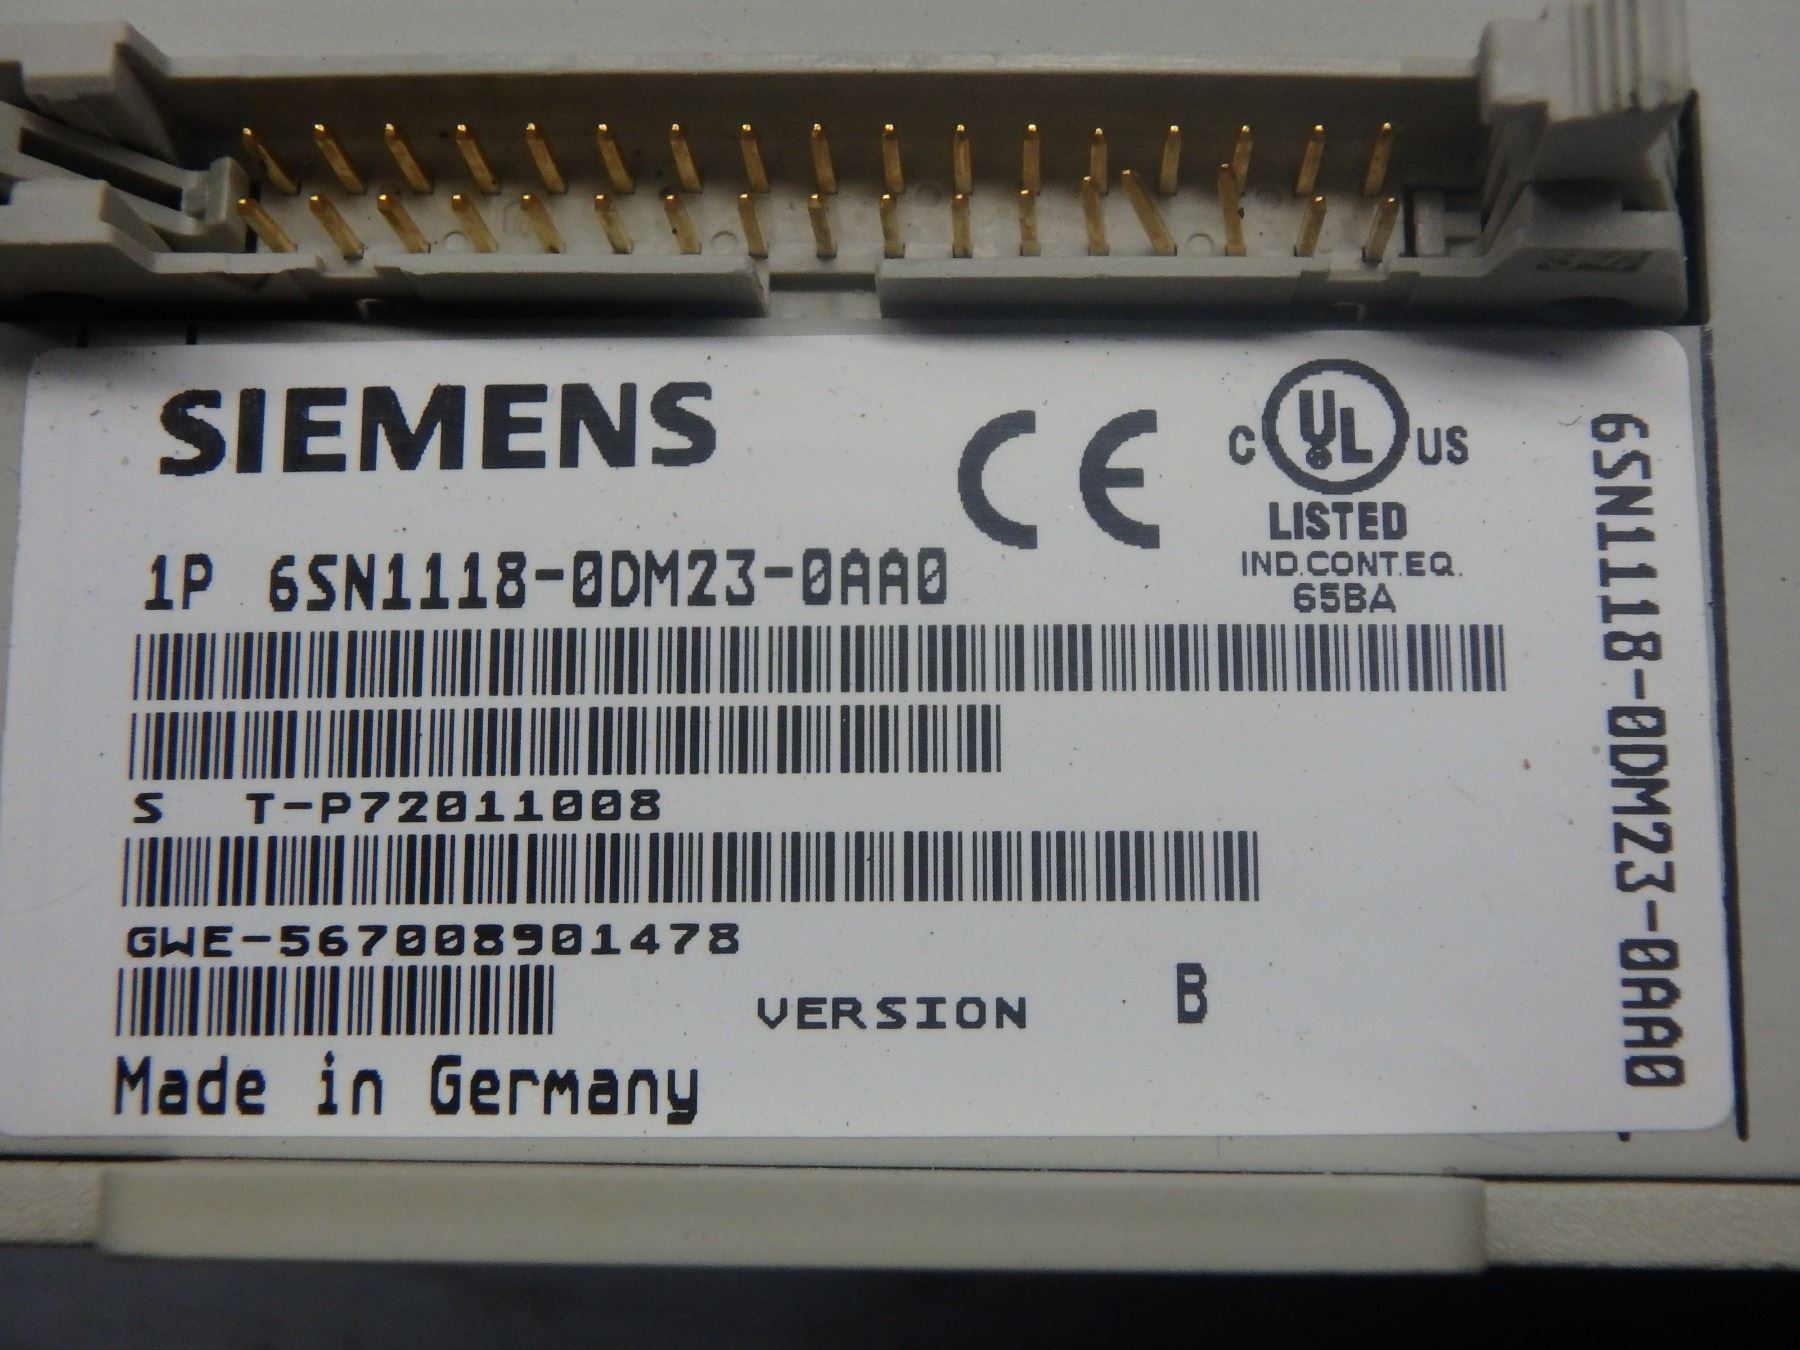 SIEMENS
CE
C UL US
LISTED
IND.CONT.EQ.
65BA
1P 6SN1118-0DM23-0AA0
S T-P72011008
GWE-567008901478
VERSION B
Made in Germany
6SN1118-0DM23-0AA0